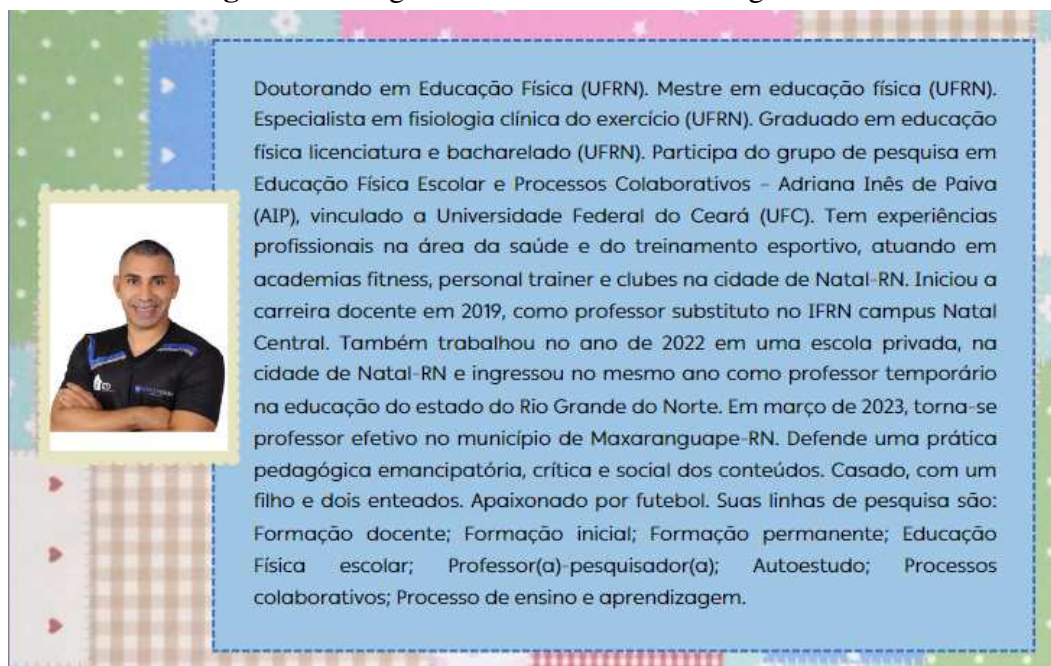 Doutorando em Educação Física (UFRN). Mestre em educação física (UFRN).
Especialista em fisiologia clínica do exercício (UFRN). Graduado em educação
física licenciatura e bacharelado (UFRN). Participa do grupo de pesquisa em
Educação Física Escolar e Processos Colaborativos – Adriana Inês de Paiva
(AIP), vinculado a Universidade Federal do Ceará (UFC). Tem experiências
profissionais na área da saúde e do treinamento esportivo, atuando em
academias fitness, personal trainer e clubes na cidade de Natal-RN. Iniciou a
carreira docente em 2019, como professor substituto no IFRN campus Natal
Central. Também trabalhou no ano de 2022 em uma escola privada, na
cidade de Natal-RN e ingressou no mesmo ano como professor temporário
na educação do estado do Rio Grande do Norte. Em março de 2023, torna-se
professor efetivo no município de Maxaranguape-RN. Defende uma prática
pedagógica emancipatória, crítica e social dos conteúdos. Casado, com um
filho e dois enteados. Apaixonado por futebol. Suas linhas de pesquisa são:
Formação docente; Formação inicial; Formação permanente; Educação
Física escolar; Professor(a)-pesquisador(a); Autoestudo; Processos
colaborativos; Processo de ensino e aprendizagem.